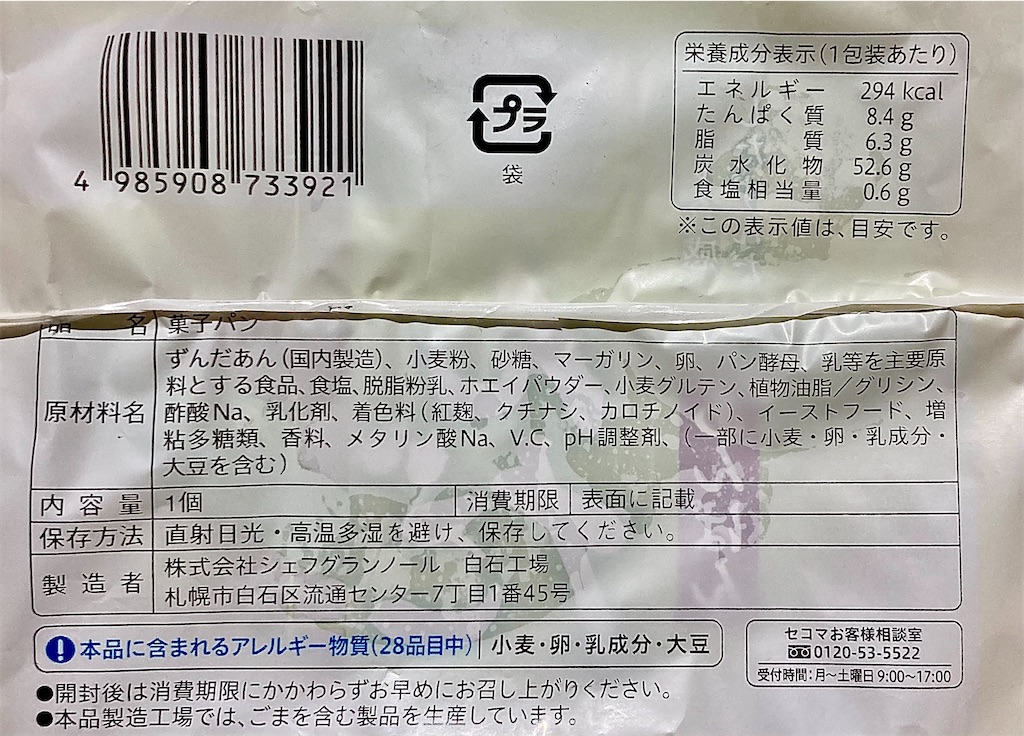 4 985908 733921
プラ
袋
栄養成分表示(1包装あたり)
エネルギー 294 kcal
たんぱく質 8.4 g
脂質 6.3 g
炭水化物 52.6 g
食塩相当量 0.6 g
※この表示値は、目安です。
名 菓子パン
原材料名
ずんだあん(国内製造)、小麦粉、砂糖、マーガリン、卵、パン酵母、乳等を主要原
料とする食品、食塩、脱脂粉乳、ホエイパウダー、小麦グルテン、植物油脂/グリシン、
酢酸Na、乳化剤、着色料(紅麹、クチナシ、カロチノイド)、イーストフード、増
粘多糖類、香料、メタリン酸Na、V.C、pH調整剤、(一部に小麦・卵・乳成分・
大豆を含む)
内容量 1個 消費期限 表面に記載
保存方法 直射日光・高温多湿を避け、保存してください。
製造者
株式会社シェフグランノール 白石工場
札幌市白石区流通センター7丁目1番45号
本品に含まれるアレルギー物質(28品目中) 小麦・卵・乳成分・大豆
セコマお客様相談室
0120-53-5522
受付時間:月〜土曜日9:00〜17:00
●開封後は消費期限にかかわらずお早めにお召し上がりください。
●本品製造工場では、ごまを含む製品を生産しています。